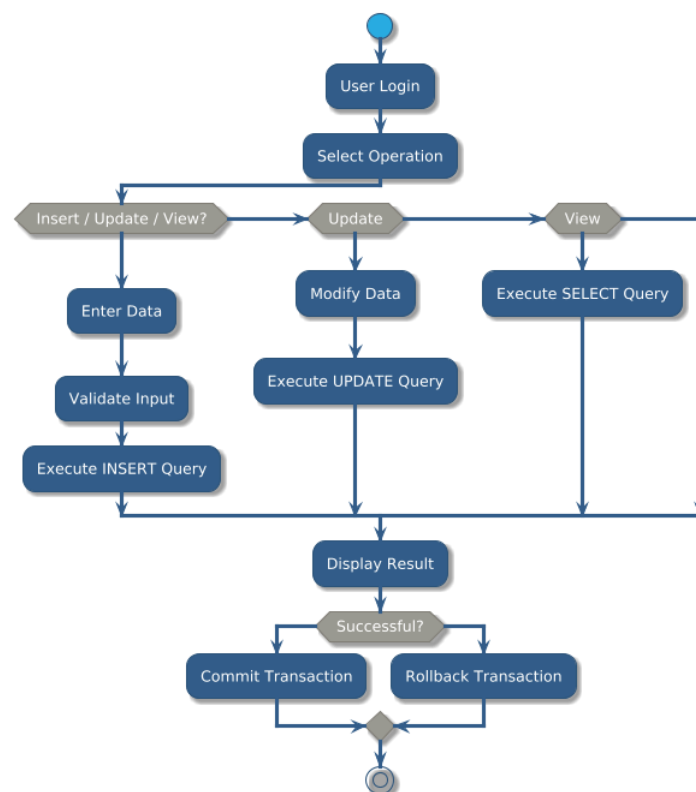 User Login
Select Operation
Insert / Update / View?
Update
View
Enter Data
Modify Data
Execute SELECT Query
Validate Input
Execute UPDATE Query
Execute INSERT Query
Display Result
Successful?
Commit Transaction
Rollback Transaction